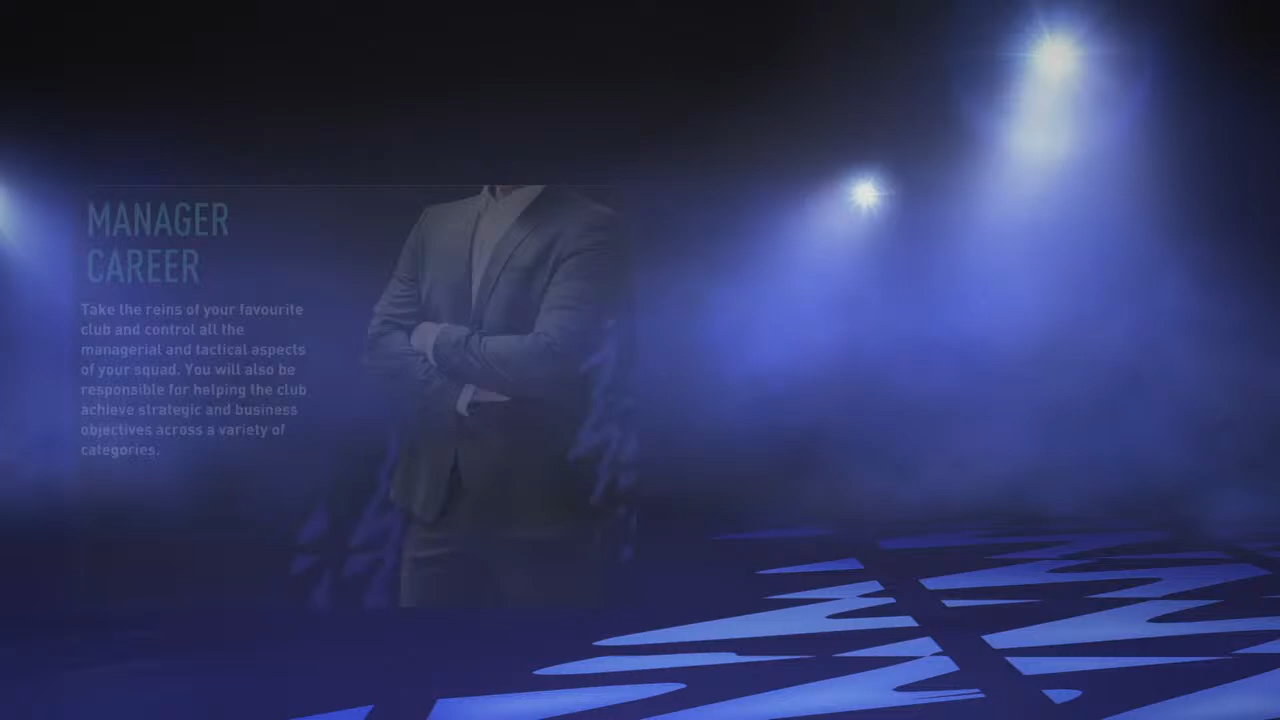 MANAGER
CAREER
Take the reins of your favourite
club and control all the
managerial and tactical aspects
of your squad. You will also be
responsible for helping the club
achieve strategic and business
objectives across a variety of
categories.